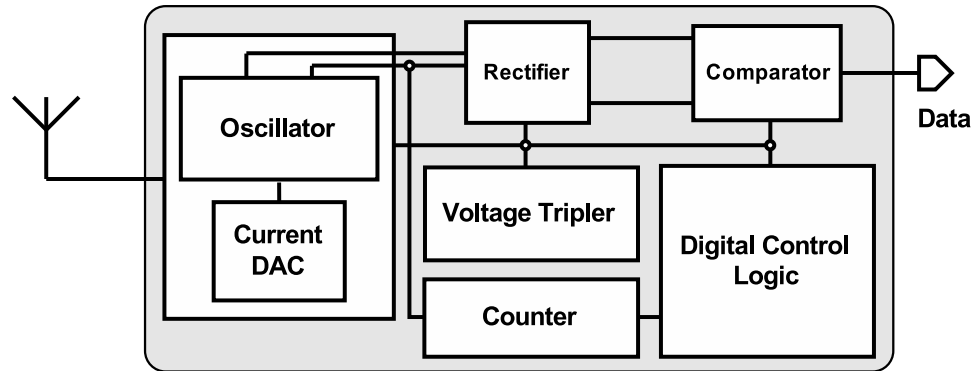 Rectifier
Comparator
Oscillator
Data
Voltage Tripler
Current
DAC
Digital Control
Logic
Counter